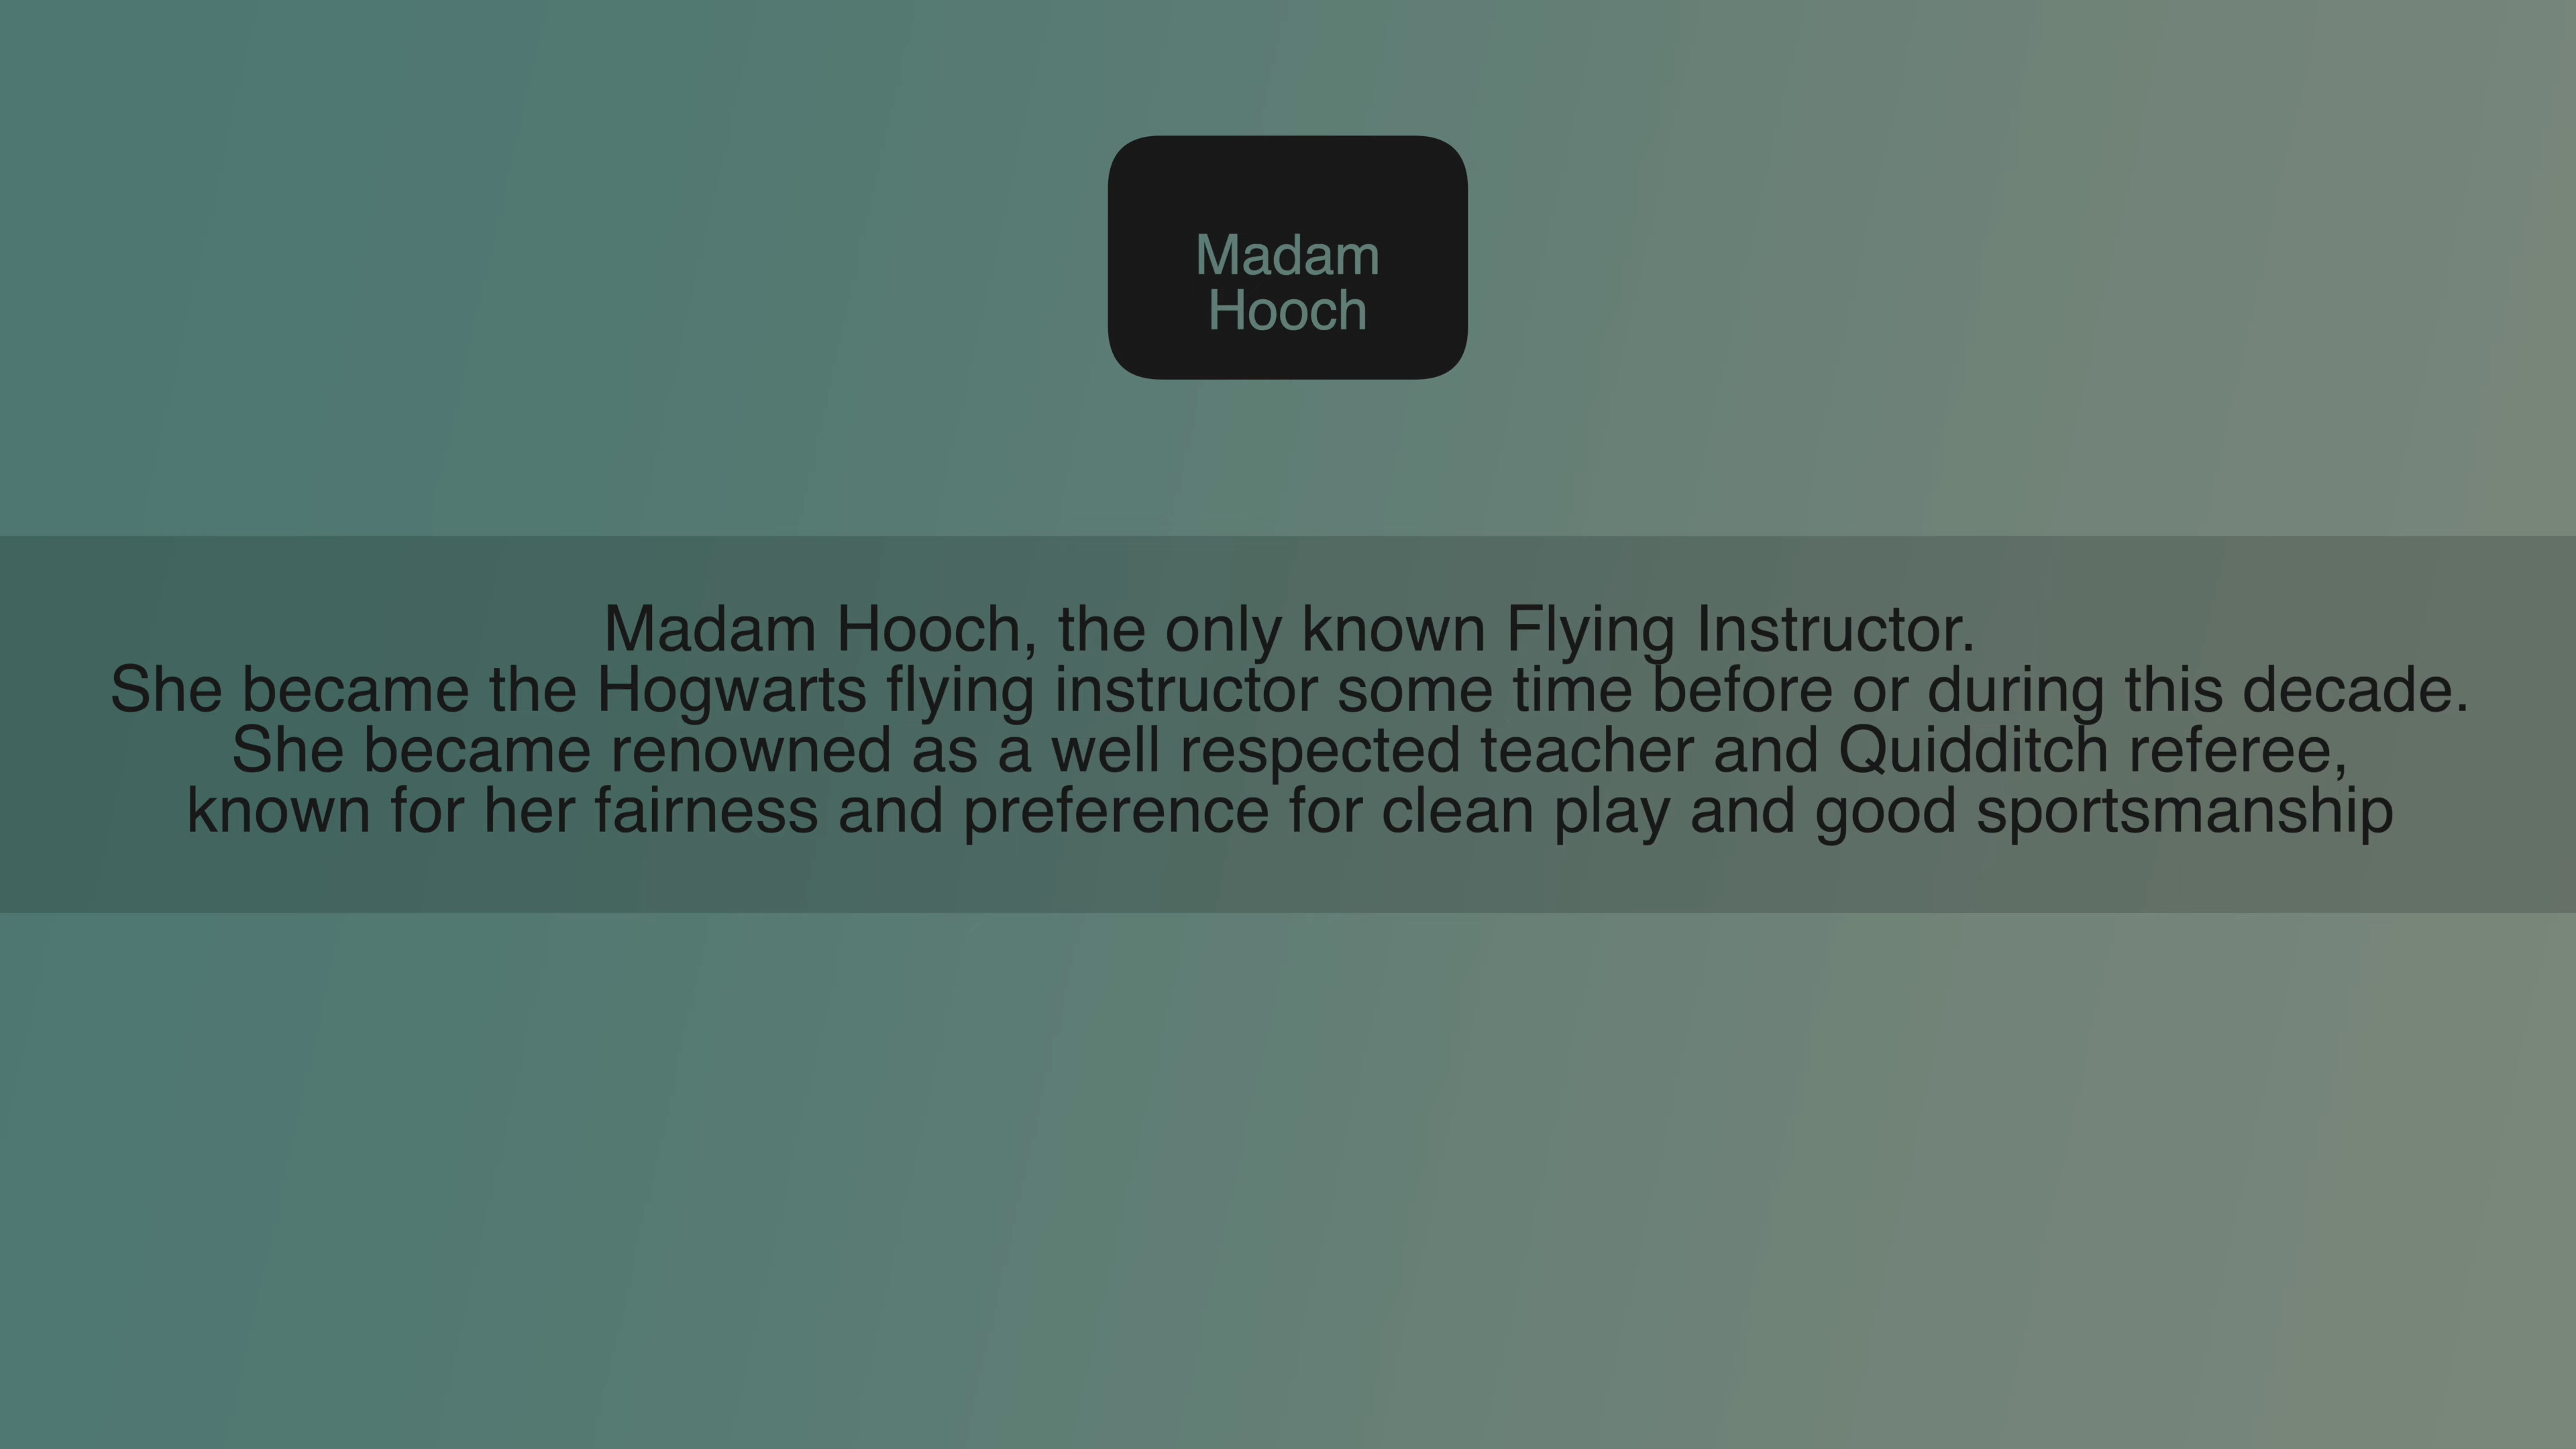 Madam
Hooch
Madam Hooch, the only known Flying Instructor.
She became the Hogwarts flying instructor some time before or during this decade.
She became renowned as a well respected teacher and Quidditch referee,
known for her fairness and preference for clean play and good sportsmanship